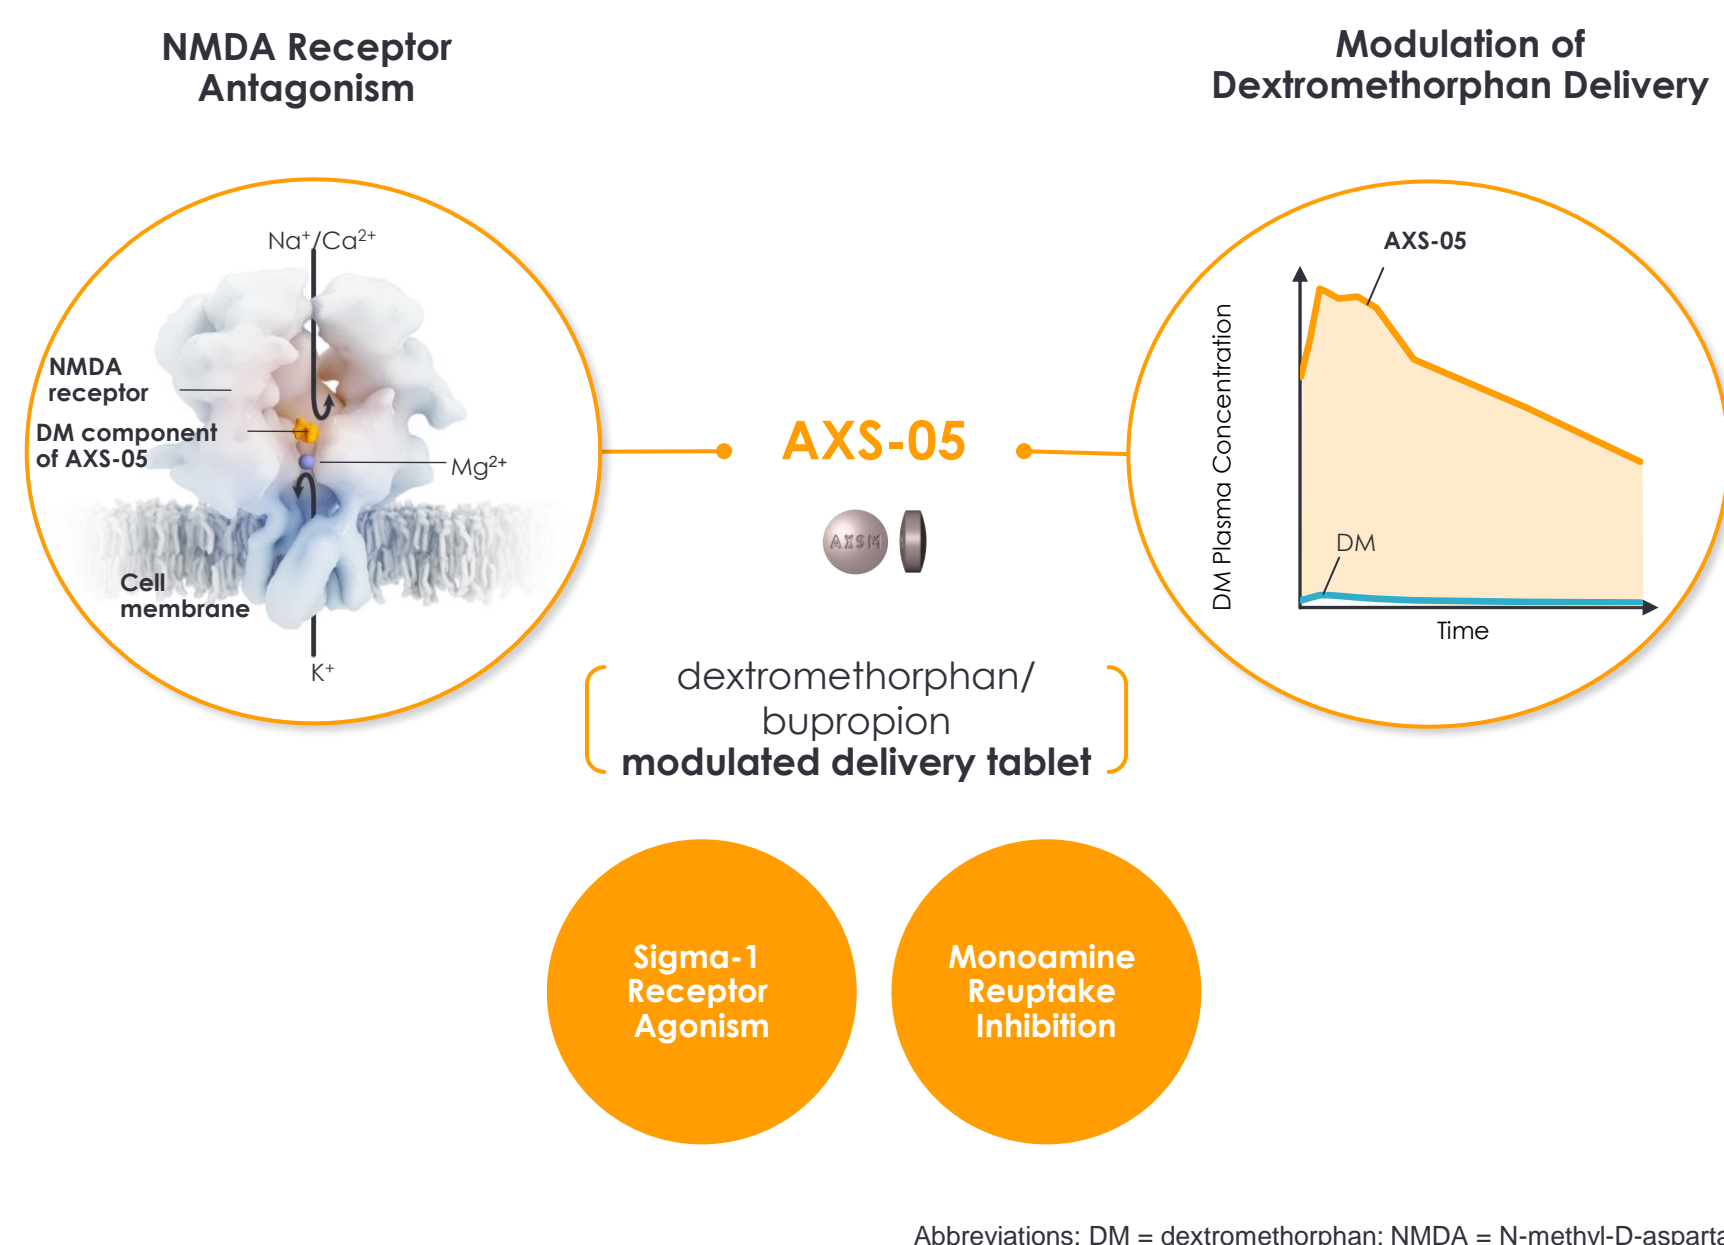 NMDA Receptor
Antagonism
Modulation of
Dextromethorphan Delivery
Na⁺/Ca²⁺
NMDA
receptor
DM component
of AXS-05
Mg²⁺
Cell
membrane
K⁺
AXS-05
AXSM
dextromethorphan/
bupropion
modulated delivery tablet
AXS-05
DM Plasma Concentration
DM
Time
Sigma-1
Receptor
Agonism
Monoamine
Reuptake
Inhibition
Abbreviations: DM = dextromethorphan; NMDA = N-methyl-D-asparta